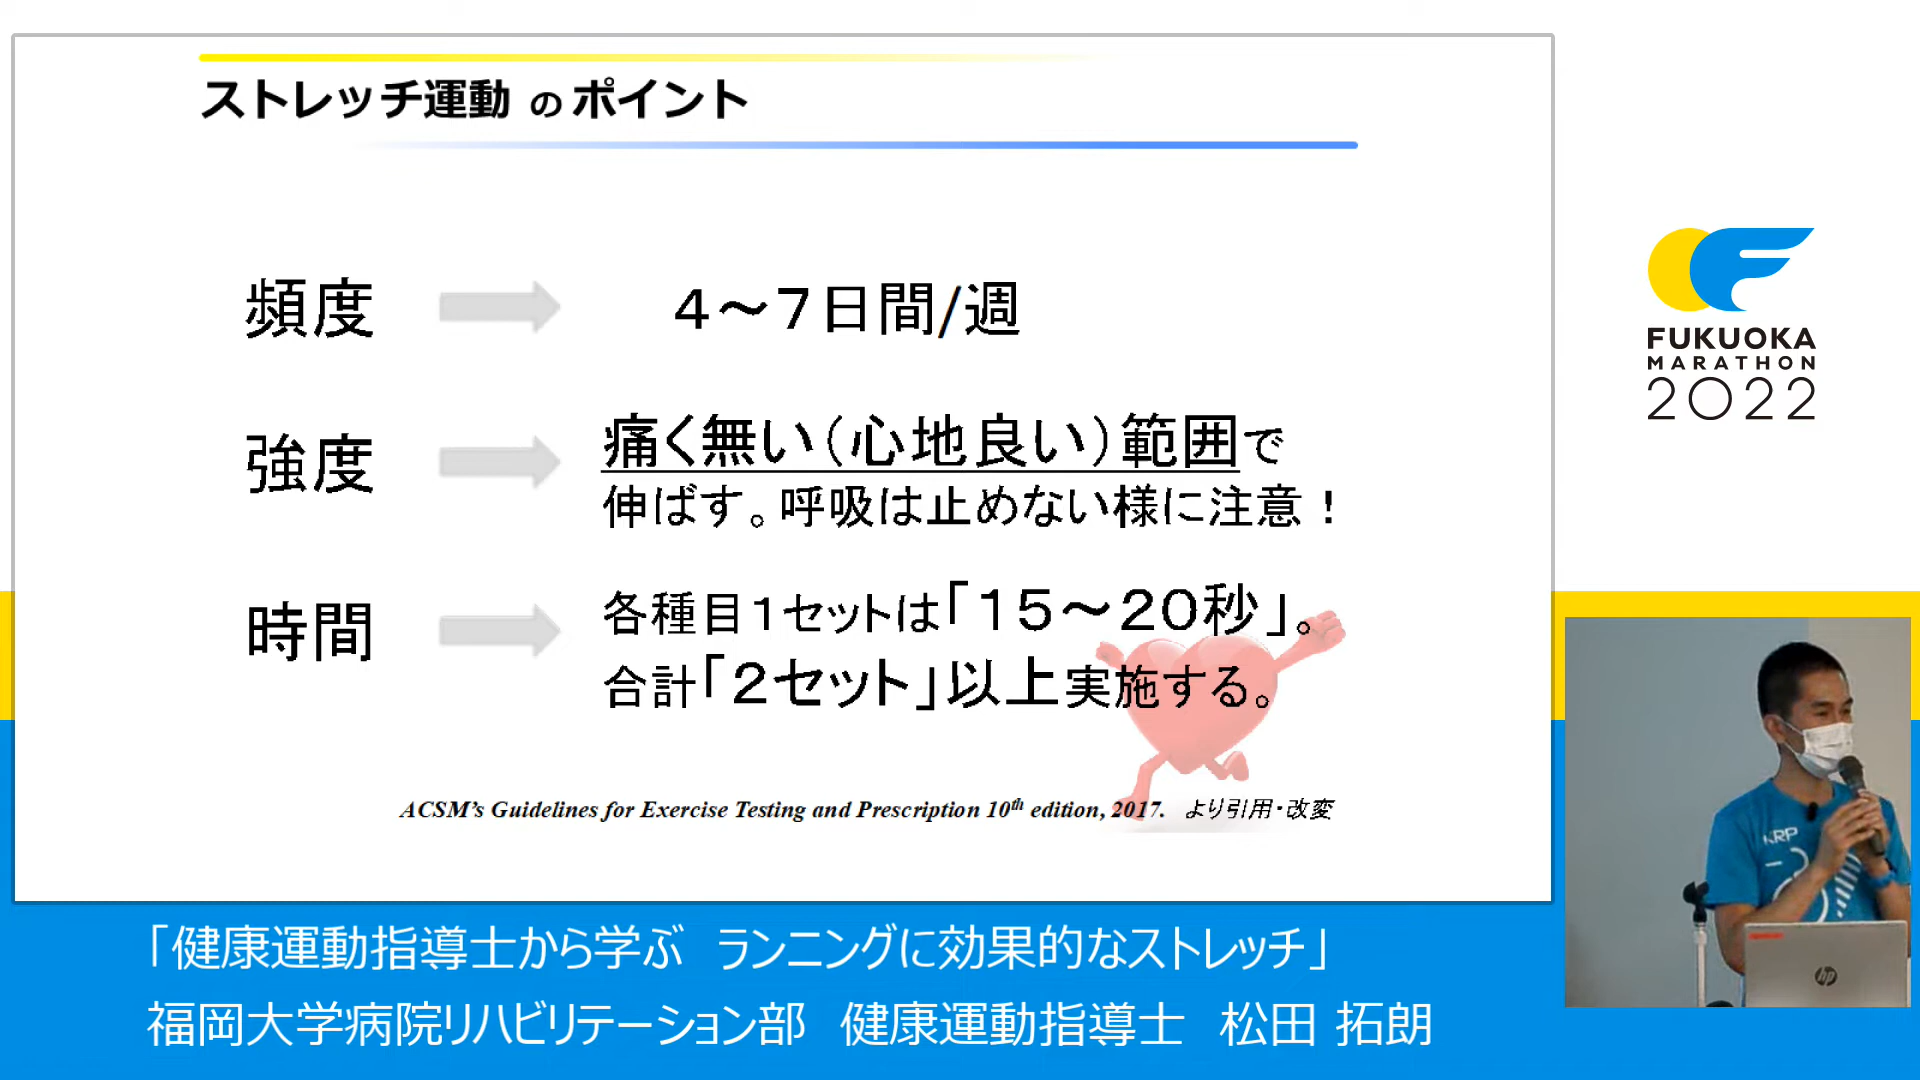 ストレッチ運動 の ポイント
頻度
４～７日間/週
強度
痛く無い（心地良い）範囲で
伸ばす。呼吸は止めない様に注意！
時間
各種目１セットは「１５～２０秒」。
合計「２セット」以上実施する。
ACSM's Guidelines for Exercise Testing and Prescription 10th edition, 2017. より引用・改変
FUKUOKA
MARATHON
2022
KRP
hp
「健康運動指導士から学ぶ　ランニングに効果的なストレッチ」
福岡大学病院リハビリテーション部　健康運動指導士　松田 拓朗